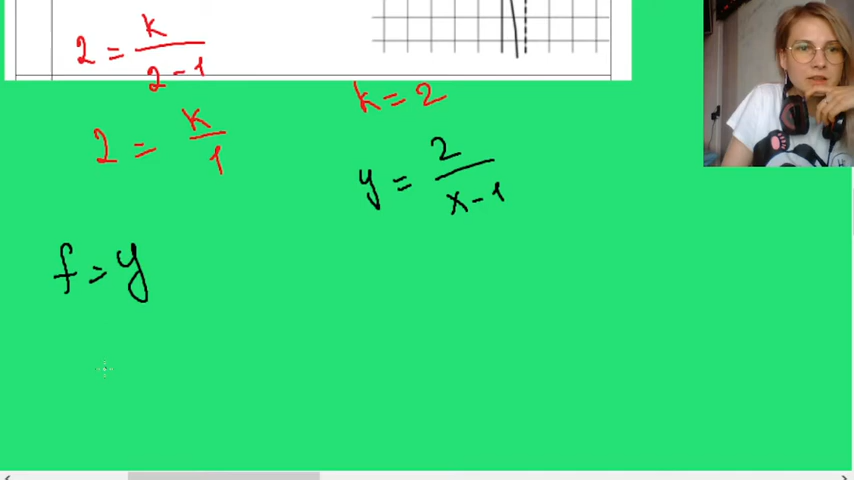 2 = k / (2 - 1)
k = 2
2 = k / 1
y = 2 / (x - 1)
f = y